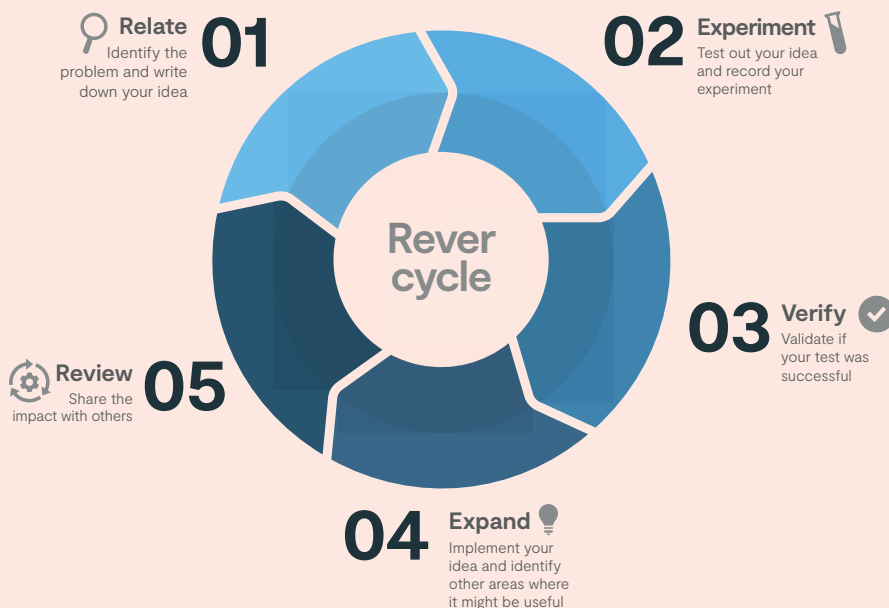 Rever
cycle
01
Relate
Identify the
problem and write
down your idea
02
Experiment
Test out your idea
and record your
experiment
03
Verify
Validate if
your test was
successful
04
Expand
Implement your
idea and identify
other areas where
it might be useful
05
Review
Share the
impact with others